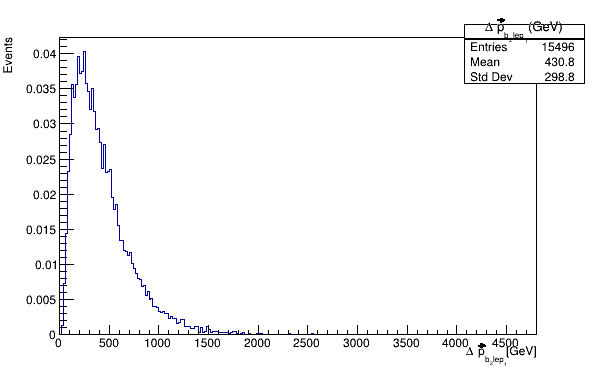 Δ p⃗ b₂lep₁ (GeV)
Entries 15496
Mean 430.8
Std Dev 298.8
Events
0.04
0.035
0.03
0.025
0.02
0.015
0.01
0.005
0
0 500 1000 1500 2000 2500 3000 3500 4000 4500
Δ p⃗ b₂lep₁ [GeV]